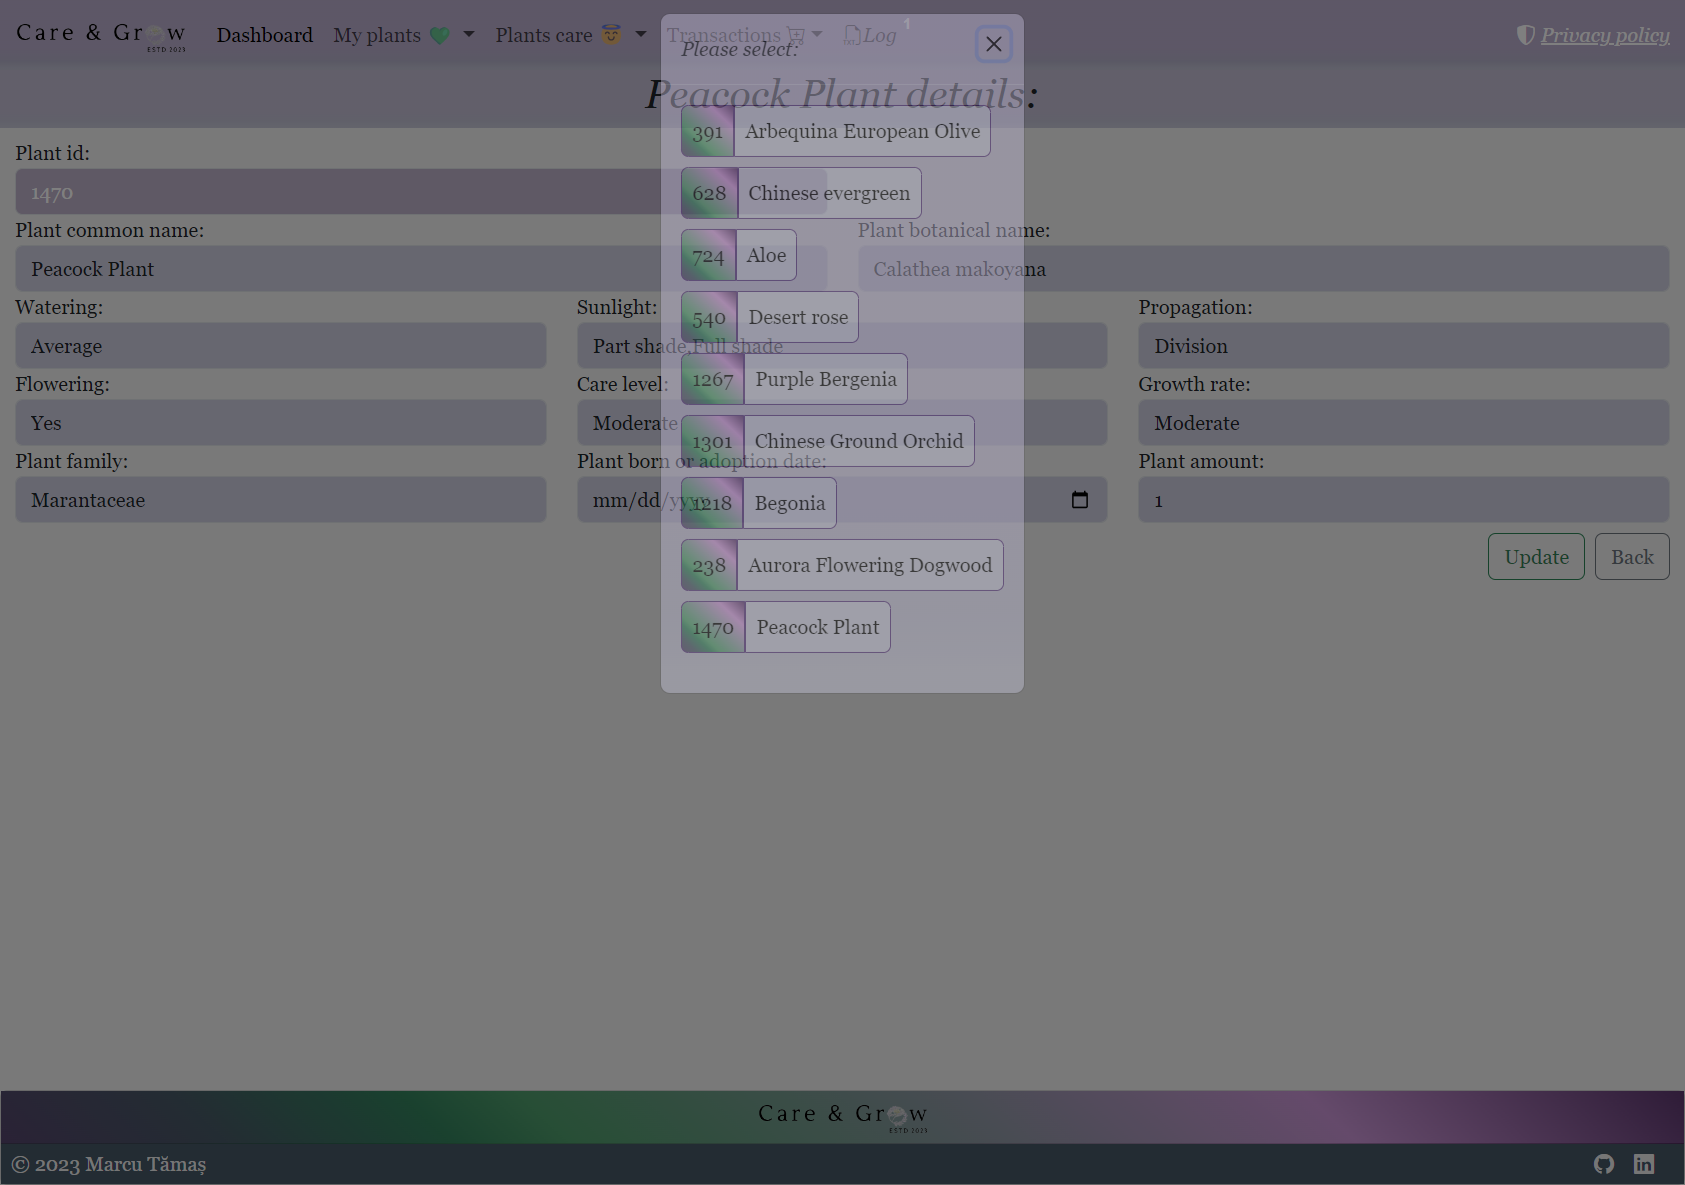 Care & Grow
ESTD 2023
Dashboard
My plants
Plants care
Transactions
Log
1
Privacy policy
Please select:
Peacock Plant details:
391 Arbequina European Olive
628 Chinese evergreen
724 Aloe
540 Desert rose
1267 Purple Bergenia
1301 Chinese Ground Orchid
1218 Begonia
238 Aurora Flowering Dogwood
1470 Peacock Plant
Plant id:
1470
Plant common name:
Plant botanical name:
Peacock Plant
Calathea makoyana
Watering:
Sunlight:
Propagation:
Average
Part shade,Full shade
Division
Flowering:
Care level:
Growth rate:
Yes
Moderate
Moderate
Plant family:
Plant born or adoption date:
Plant amount:
Marantaceae
mm/dd/yyyy
1
Update
Back
Care & Grow
ESTD 2023
© 2023 Marcu Tămaș